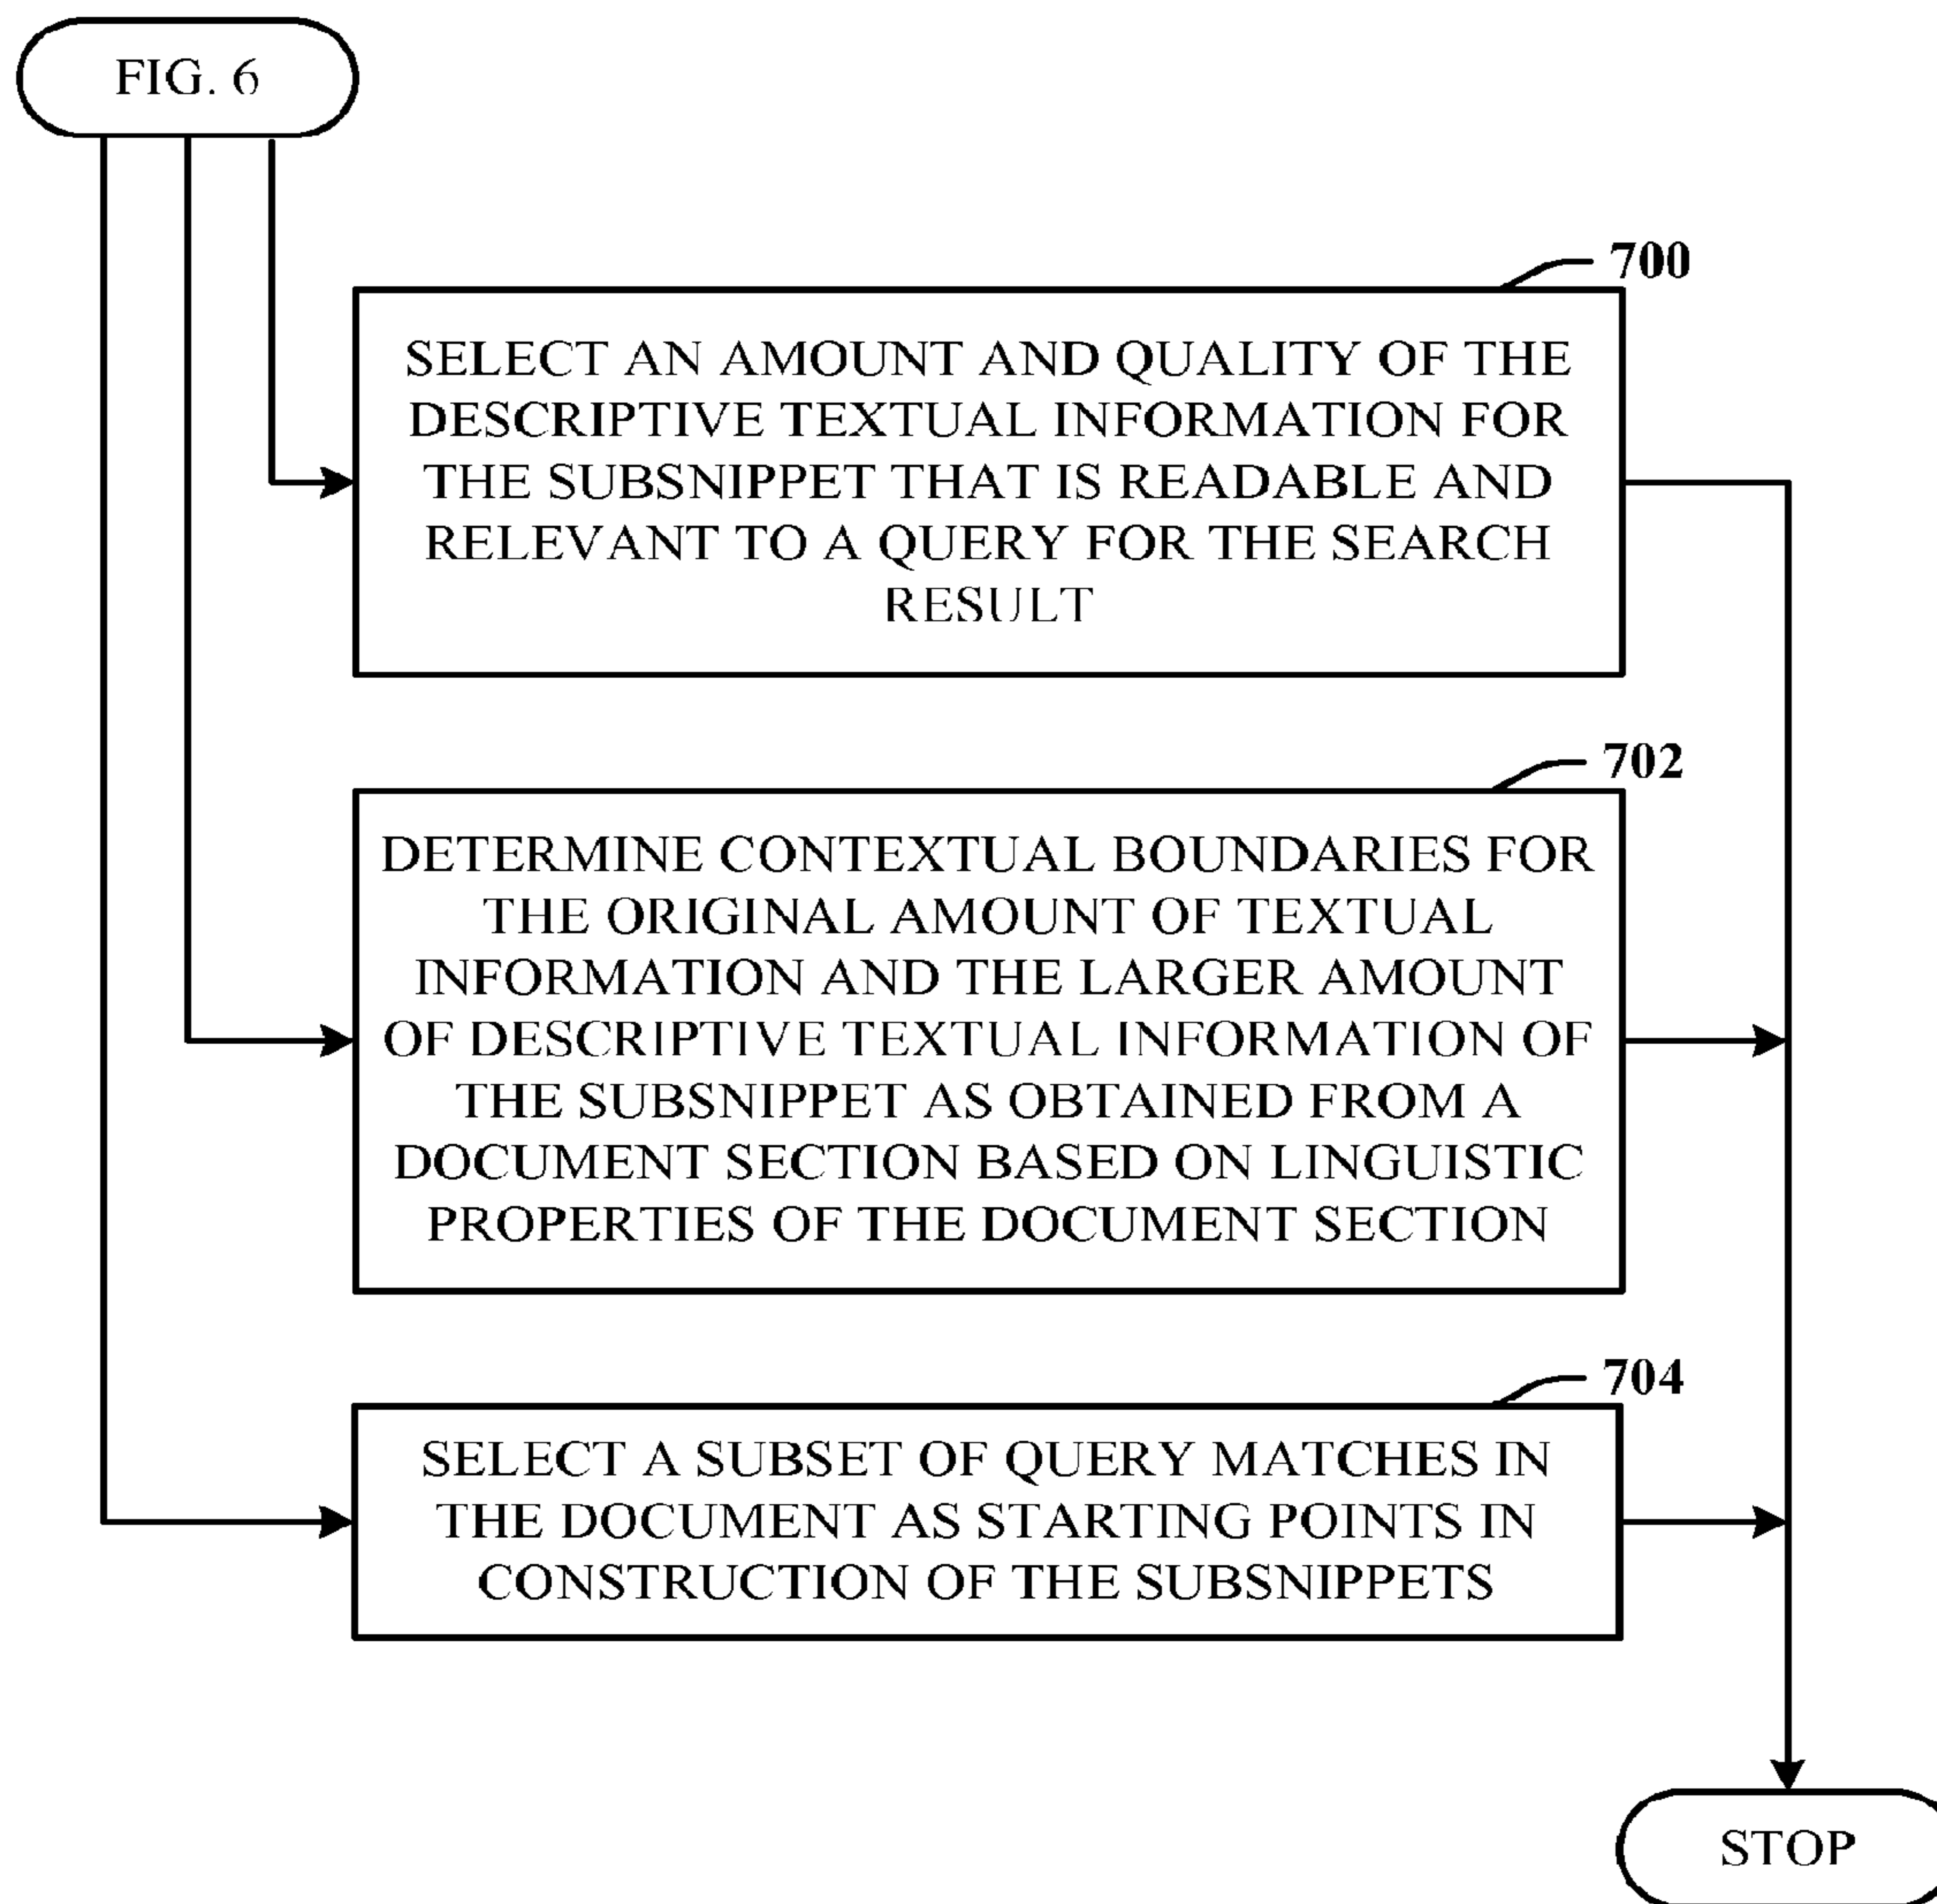 FIG. 6
700
SELECT AN AMOUNT AND QUALITY OF THE
DESCRIPTIVE TEXTUAL INFORMATION FOR
THE SUBSNIPPET THAT IS READABLE AND
RELEVANT TO A QUERY FOR THE SEARCH
RESULT
702
DETERMINE CONTEXTUAL BOUNDARIES FOR
THE ORIGINAL AMOUNT OF TEXTUAL
INFORMATION AND THE LARGER AMOUNT
OF DESCRIPTIVE TEXTUAL INFORMATION OF
THE SUBSNIPPET AS OBTAINED FROM A
DOCUMENT SECTION BASED ON LINGUISTIC
PROPERTIES OF THE DOCUMENT SECTION
704
SELECT A SUBSET OF QUERY MATCHES IN
THE DOCUMENT AS STARTING POINTS IN
CONSTRUCTION OF THE SUBSNIPPETS
STOP